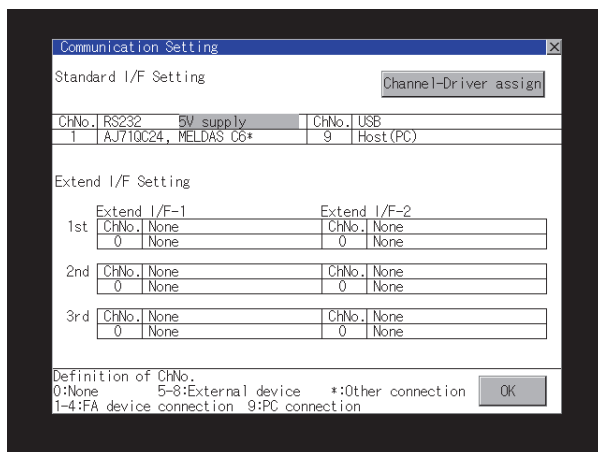 Communication Setting
Standard I/F Setting
Channel-Driver assign
ChNo. RS232 5V supply ChNo. USB
1 AJ71QC24, MELDAS C6* 9 Host(PC)
Extend I/F Setting
Extend I/F-1 Extend I/F-2
1st ChNo. None ChNo. None
0 None 0 None
2nd ChNo. None ChNo. None
0 None 0 None
3rd ChNo. None ChNo. None
0 None 0 None
Definition of ChNo.
0:None 5-8:External device *:Other connection
1-4:FA device connection 9:PC connection
OK